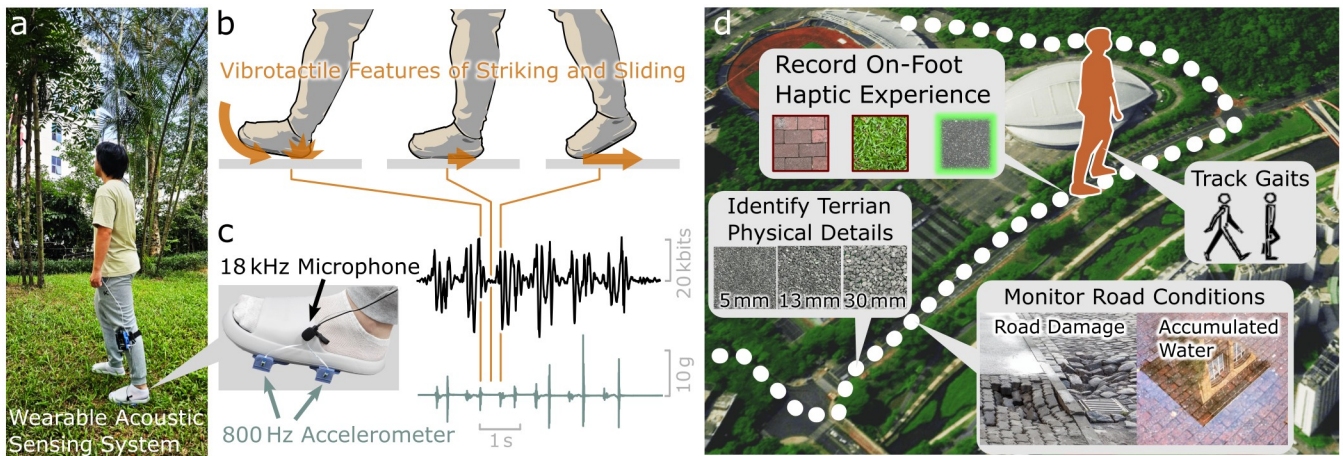 a
Wearable Acoustic
Sensing System
b
Vibrotactile Features of Striking and Sliding
c
18 kHz Microphone
800 Hz Accelerometer
20 kbits
10 g
1 s
d
Record On-Foot
Haptic Experience
Track Gaits
Identify Terrian
Physical Details
5 mm
13 mm
30 mm
Monitor Road Conditions
Road Damage
Accumulated
Water